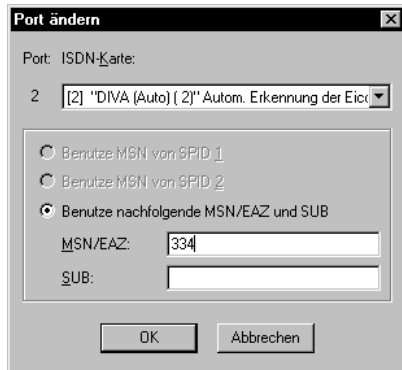 Port ändern
Port: ISDN-Karte:
2 [2] "DIVA (Auto) ( 2)" Autom. Erkennung der Eico
Benutze MSN von SPID 1
Benutze MSN von SPID 2
Benutze nachfolgende MSN/EAZ und SUB
MSN/EAZ: 334
SUB:
OK Abbrechen